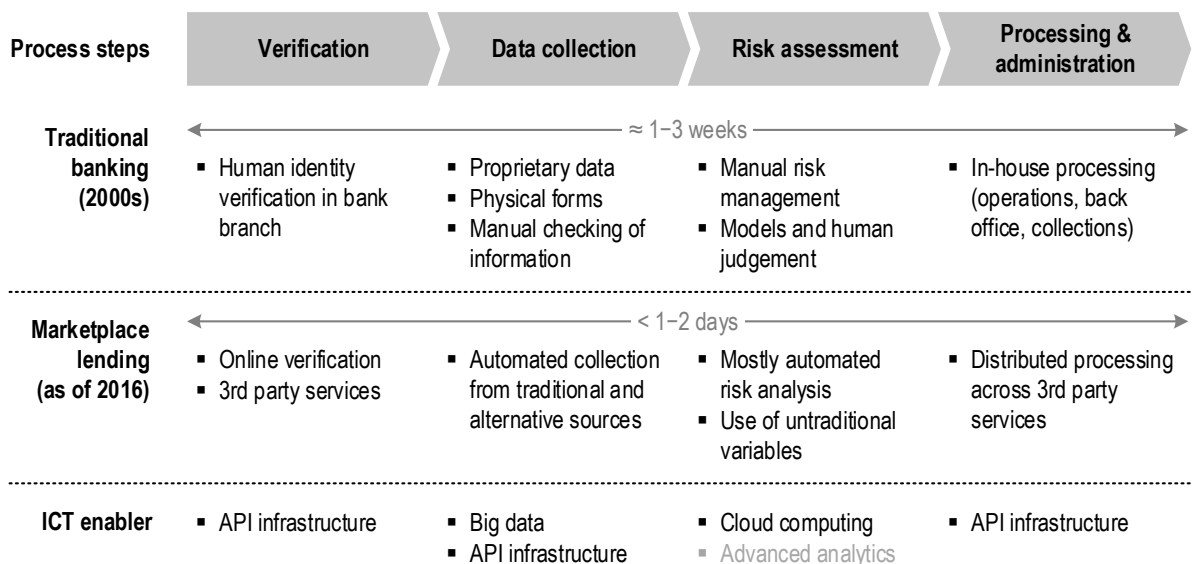 Process steps
Verification
Data collection
Risk assessment
Processing &
administration
Traditional
banking
(2000s)
≈ 1−3 weeks
▪ Human identity
verification in bank
branch
▪ Proprietary data
▪ Physical forms
▪ Manual checking of
information
▪ Manual risk
management
▪ Models and human
judgement
▪ In-house processing
(operations, back
office, collections)
Marketplace
lending
(as of 2016)
< 1−2 days
▪ Online verification
▪ 3rd party services
▪ Automated collection
from traditional and
alternative sources
▪ Mostly automated
risk analysis
▪ Use of untraditional
variables
▪ Distributed processing
across 3rd party
services
ICT enabler
▪ API infrastructure
▪ Big data
▪ API infrastructure
▪ Cloud computing
▪ Advanced analytics
▪ API infrastructure